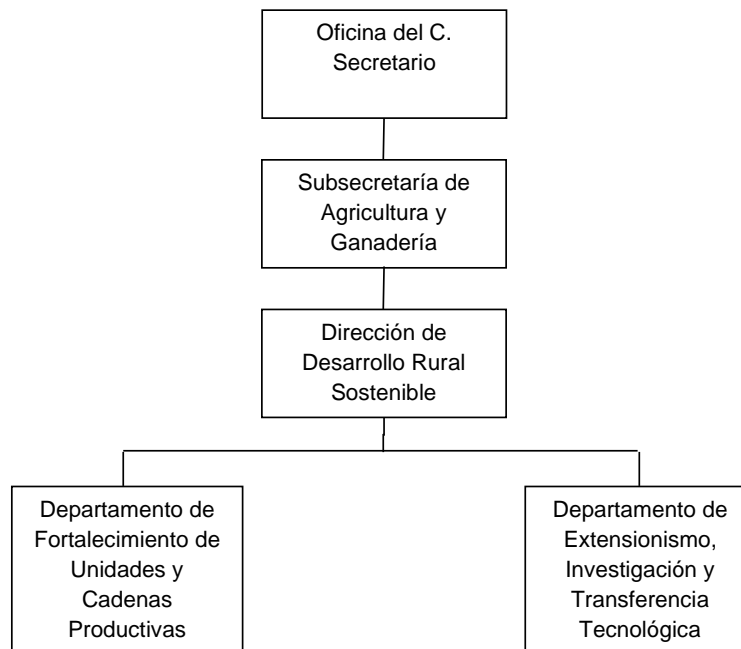 Oficina del C.
Secretario
Subsecretaría de
Agricultura y
Ganadería
Dirección de
Desarrollo Rural
Sostenible
Departamento de
Fortalecimiento de
Unidades y
Cadenas
Productivas
Departamento de
Extensionismo,
Investigación y
Transferencia
Tecnológica